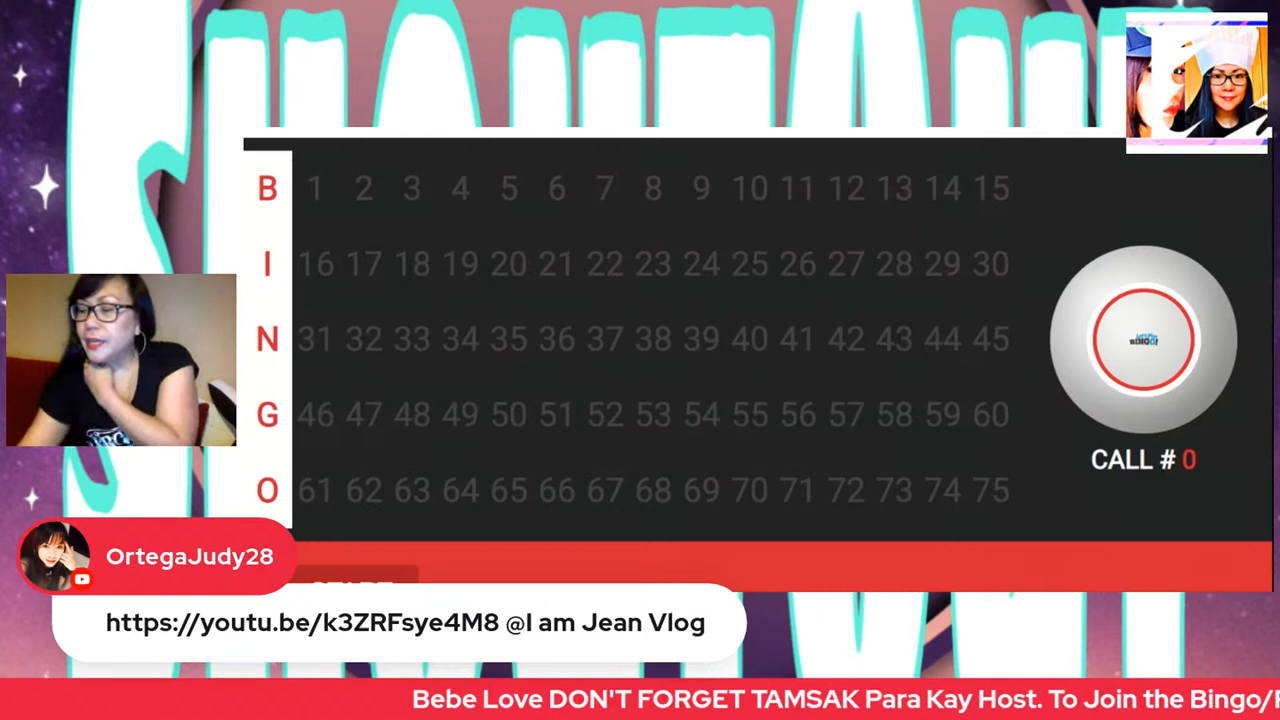 B 1 2 3 4 5 6 7 8 9 10 11 12 13 14 15
I 16 17 18 19 20 21 22 23 24 25 26 27 28 29 30
N 31 32 33 34 35 36 37 38 39 40 41 42 43 44 45
G 46 47 48 49 50 51 52 53 54 55 56 57 58 59 60
O 61 62 63 64 65 66 67 68 69 70 71 72 73 74 75
CALL # 0
OrtegaJudy28
https://youtu.be/k3ZRFsye4M8 @I am Jean Vlog
Bebe Love DON'T FORGET TAMSAK Para Kay Host. To Join the Bingo/